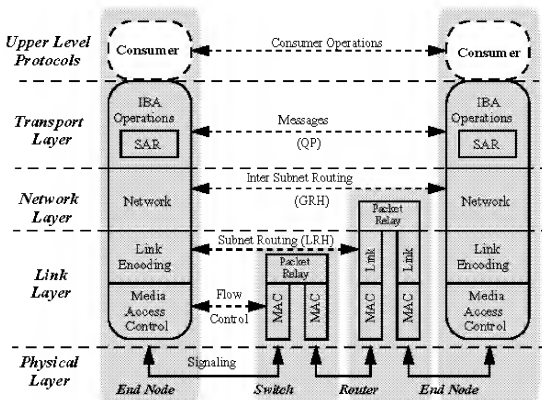 Upper Level
Protocols
Consumer
Consumer Operations
Consumer
Transport
Layer
IBA
Operations
SAR
Messages
(QP)
IBA
Operations
SAR
Network
Layer
Network
Inter Subnet Routing
(GRH)
Packet
Relay
Network
Link
Layer
Link
Encoding
Subnet Routing (LRH)
Packet
Relay
Link
Link
Link
Encoding
Media
Access
Control
Flow
Control
MAC
MAC
MAC
MAC
Media
Access
Control
Physical
Layer
Signaling
End Node
Switch
Router
End Node